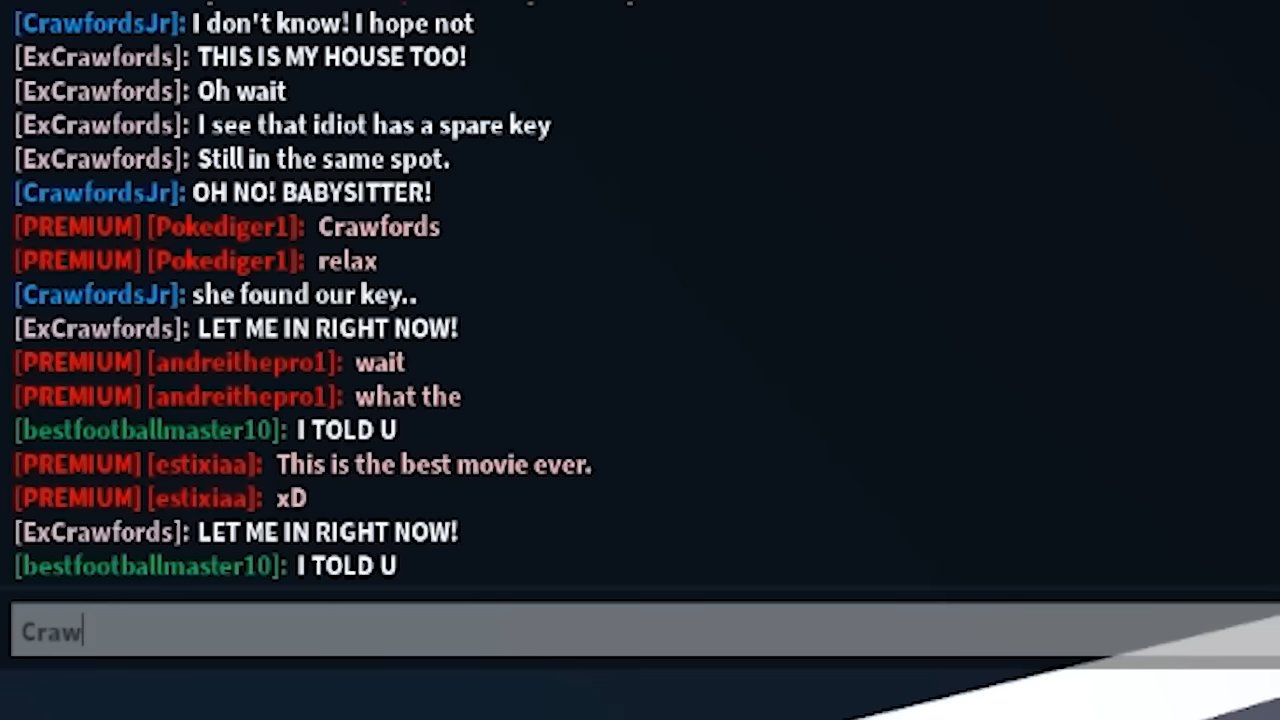 [CrawfordsJr]: I don't know! I hope not
[ExCrawfords]: THIS IS MY HOUSE TOO!
[ExCrawfords]: Oh wait
[ExCrawfords]: I see that idiot has a spare key
[ExCrawfords]: Still in the same spot.
[CrawfordsJr]: OH NO! BABYSITTER!
[PREMIUM] [Pokediger1]: Crawfords
[PREMIUM] [Pokediger1]: relax
[CrawfordsJr]: she found our key..
[ExCrawfords]: LET ME IN RIGHT NOW!
[PREMIUM] [andreithepro1]: wait
[PREMIUM] [andreithepro1]: what the
[bestfootballmaster10]: I TOLD U
[PREMIUM] [estixiaa]: This is the best movie ever.
[PREMIUM] [estixiaa]: xD
[ExCrawfords]: LET ME IN RIGHT NOW!
[bestfootballmaster10]: I TOLD U
Craw